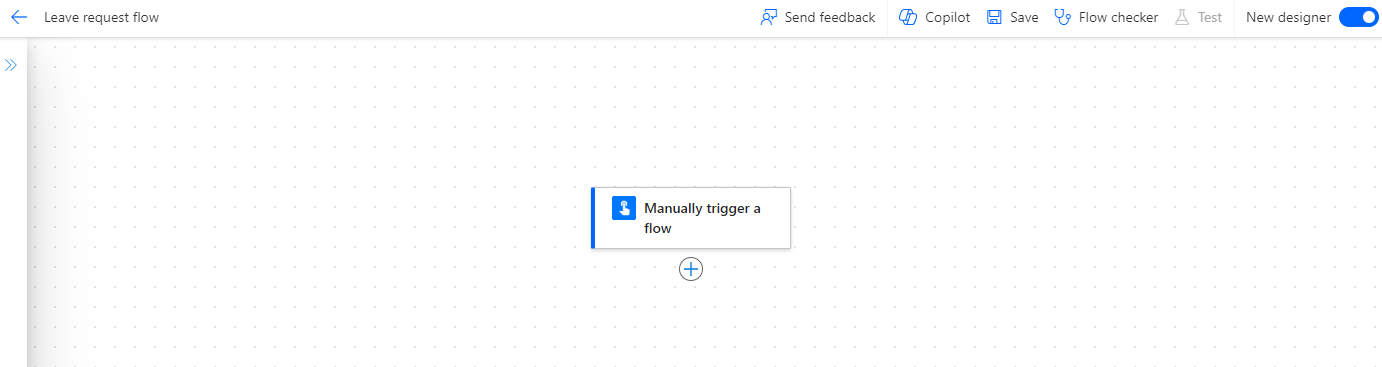 Leave request flow
Send feedback
Copilot
Save
Flow checker
Test
New designer
Manually trigger a
flow